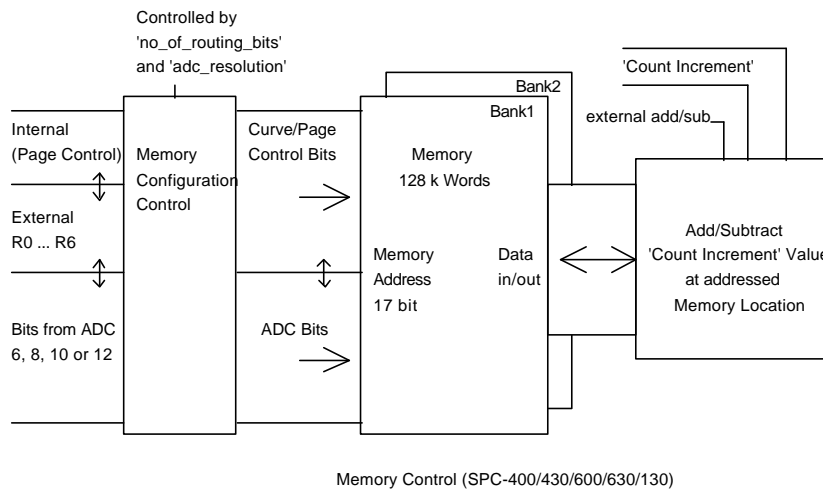 Controlled by
'no_of_routing_bits'
and 'adc_resolution'
'Count Increment'
Bank2
Bank1
external add/sub
Internal
(Page Control)
Memory
Configuration
Control
Curve/Page
Control Bits
Memory
128 k Words
External
R0 ... R6
Memory
Address
17 bit
Data
in/out
Add/Subtract
'Count Increment' Value
at addressed
Memory Location
Bits from ADC
6, 8, 10 or 12
ADC Bits
Memory Control (SPC-400/430/600/630/130)